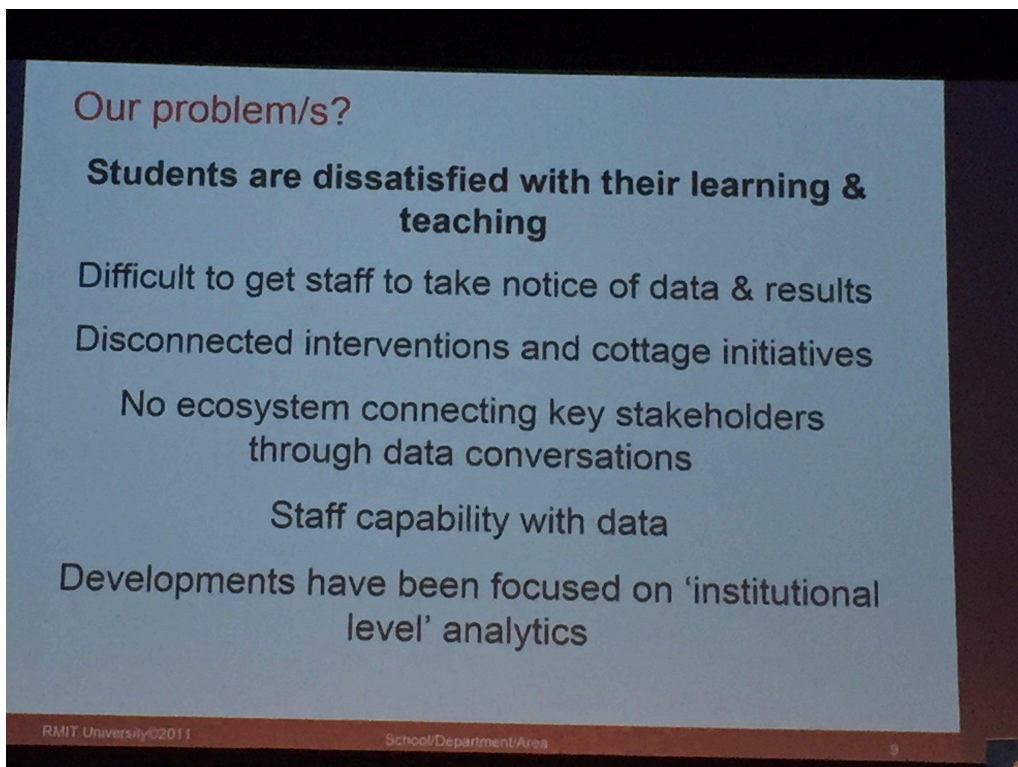 Our problem/s?
Students are dissatisfied with their learning &
teaching
Difficult to get staff to take notice of data & results
Disconnected interventions and cottage initiatives
No ecosystem connecting key stakeholders
through data conversations
Staff capability with data
Developments have been focused on ‘institutional
level’ analytics
RMIT University©2011
School/Department/Area
9